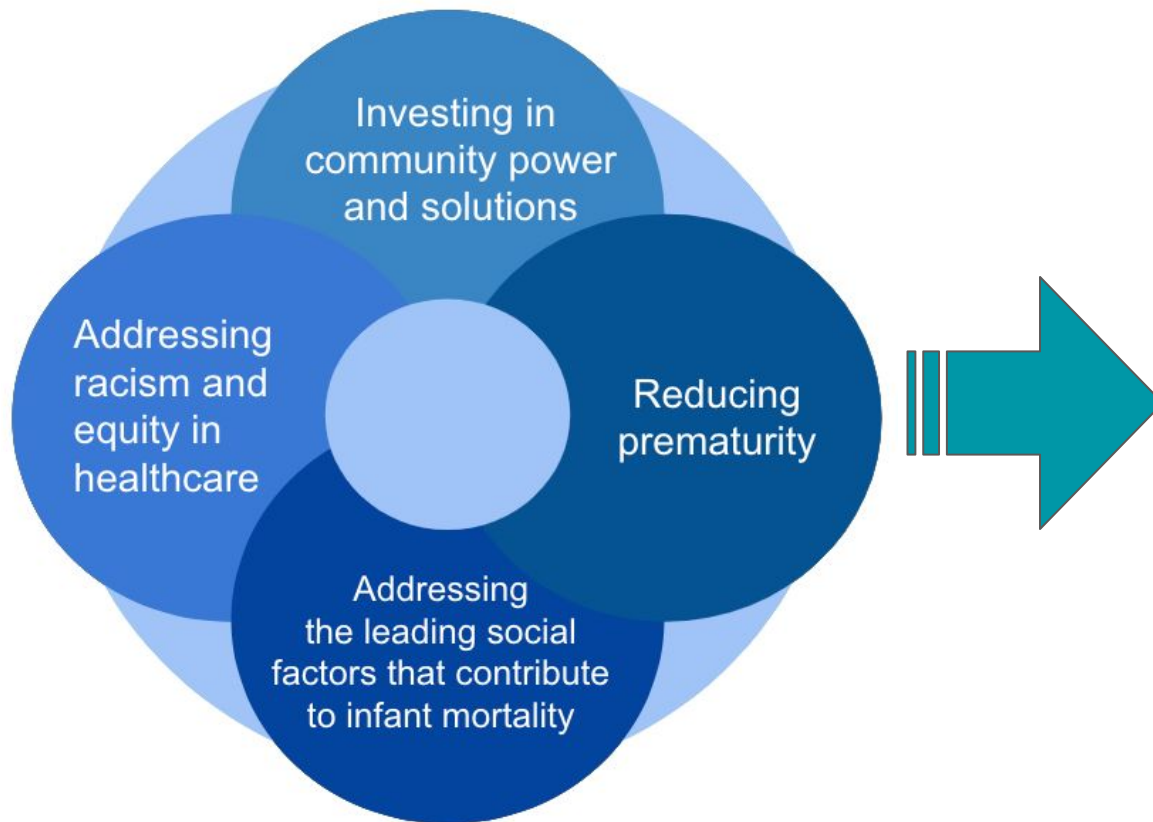 Investing in
community power
and solutions
Addressing
racism and
equity in
healthcare
Reducing
prematurity
Addressing
the leading social
factors that contribute
to infant mortality